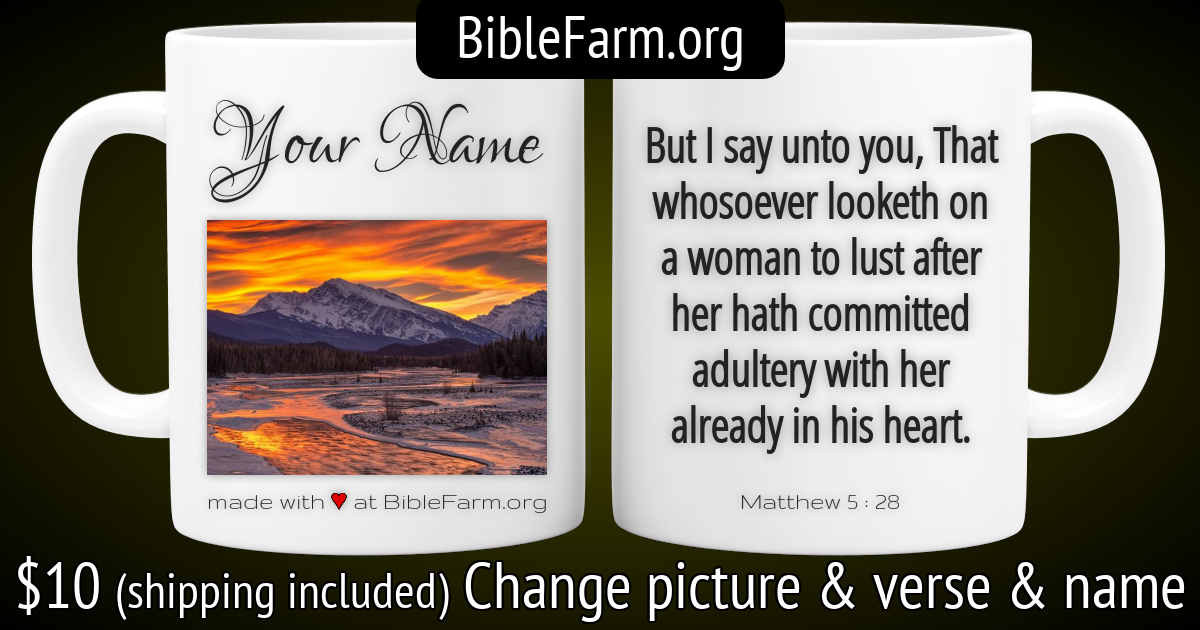 BibleFarm.org
Your Name
made with ♥ at BibleFarm.org
But I say unto you, That
whosoever looketh on
a woman to lust after
her hath committed
adultery with her
already in his heart.
Matthew 5 : 28
$10 (shipping included) Change picture & verse & name